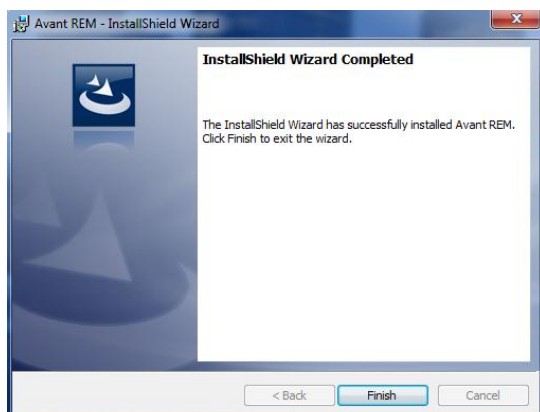 Avant REM - InstallShield Wizard
InstallShield Wizard Completed
The InstallShield Wizard has successfully installed Avant REM.
Click Finish to exit the wizard.
< Back
Finish
Cancel